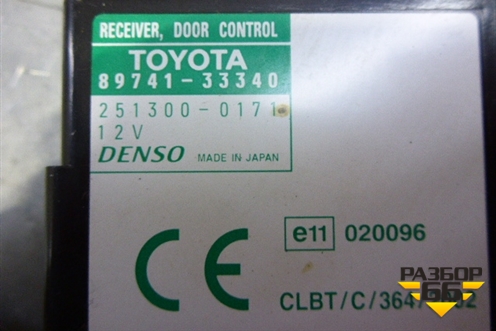 RECEIVER, DOOR CONTROL
TOYOTA
89741-33340
251300-0171
12V
DENSO MADE IN JAPAN
CE
e11 020096
РАЗБОР
66